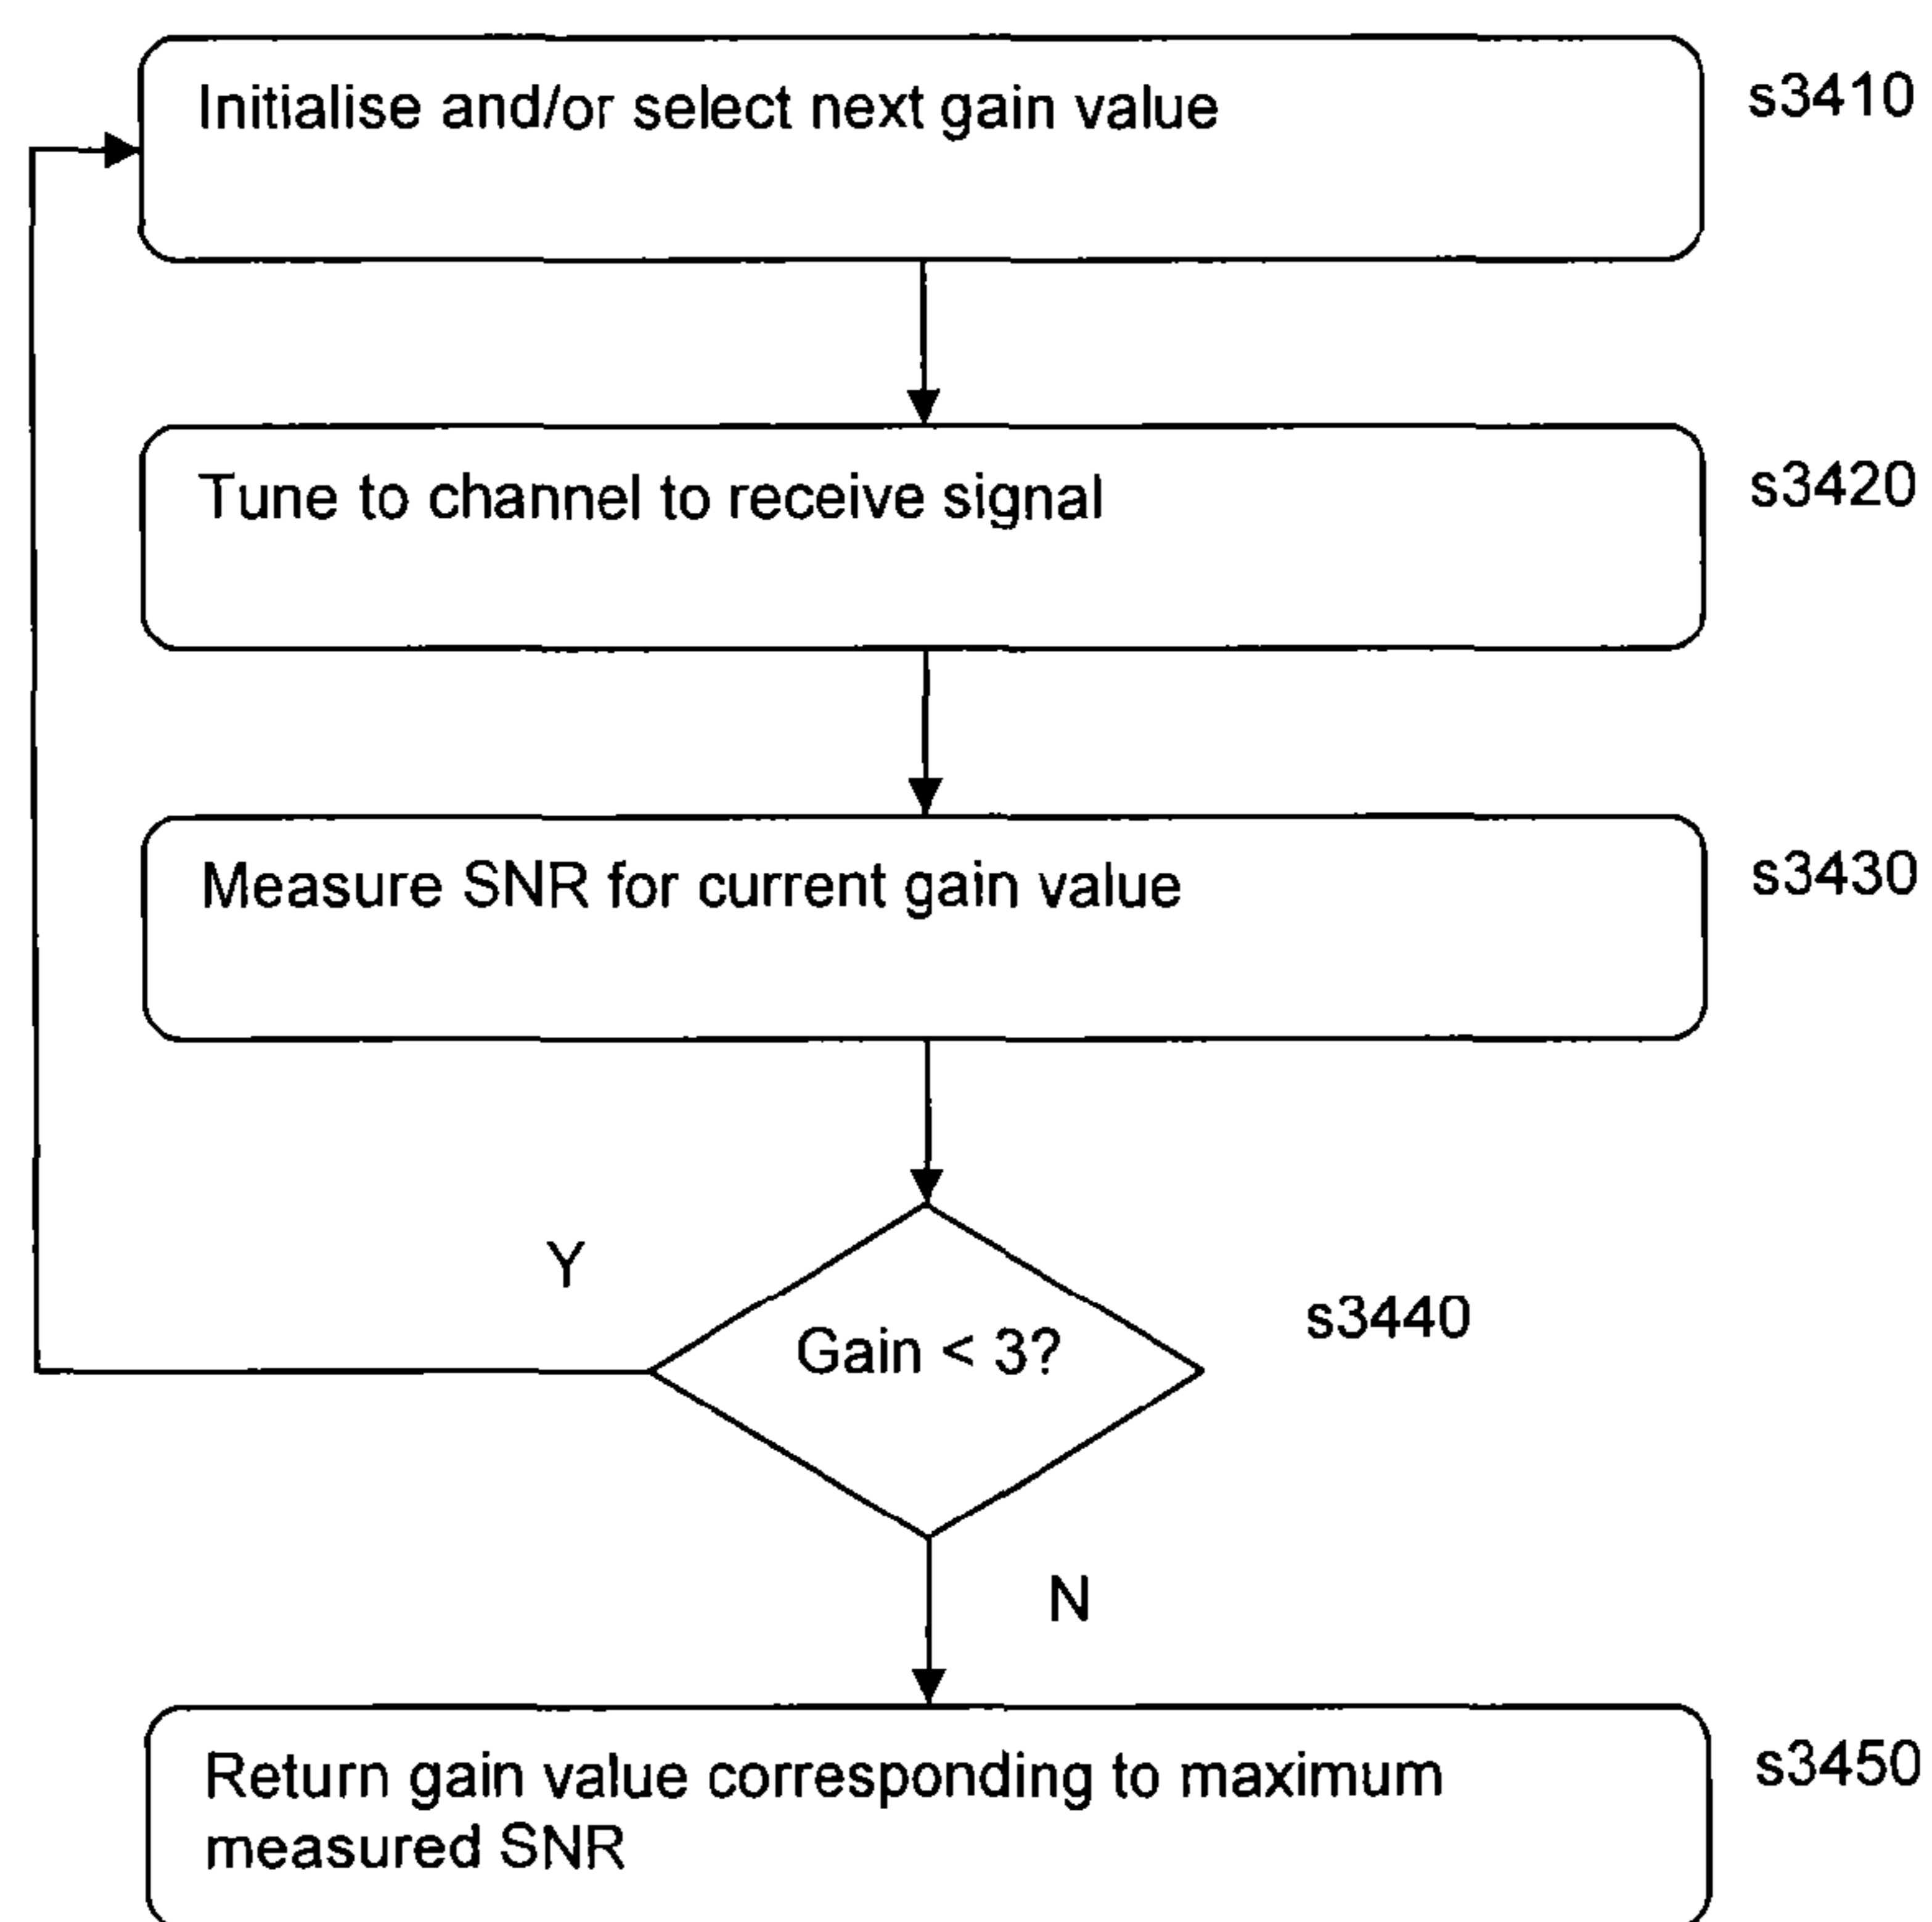 Initialise and/or select next gain value
s3410
Tune to channel to receive signal
s3420
Measure SNR for current gain value
s3430
Y
Gain < 3?
s3440
N
Return gain value corresponding to maximum
measured SNR
s3450